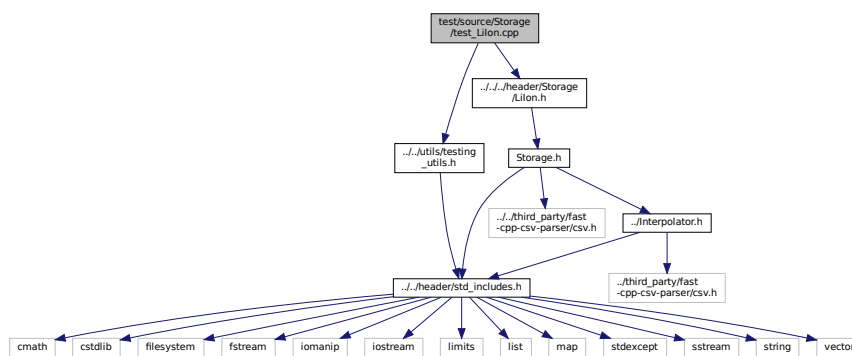 test/source/Storage
/test_LiIon.cpp
../../../header/Storage
/LiIon.h
../../utils/testing
_utils.h
Storage.h
../../third_party/fast
-cpp-csv-parser/csv.h
../Interpolator.h
../third_party/fast
-cpp-csv-parser/csv.h
../../header/std_includes.h
cmath
cstdlib
filesystem
fstream
iomanip
iostream
limits
list
map
stdexcept
sstream
string
vector